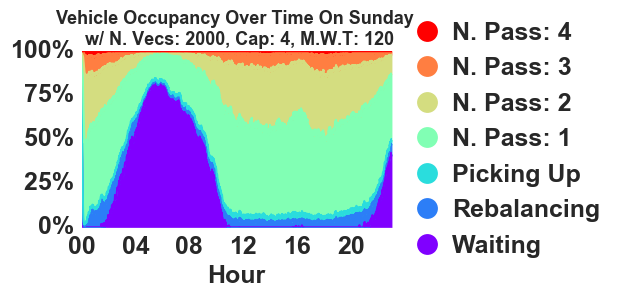 Vehicle Occupancy Over Time On Sunday
w/ N. Vecs: 2000, Cap: 4, M.W.T: 120
100%
75%
50%
25%
0%
00 04 08 12 16 20
Hour
N. Pass: 4
N. Pass: 3
N. Pass: 2
N. Pass: 1
Picking Up
Rebalancing
Waiting